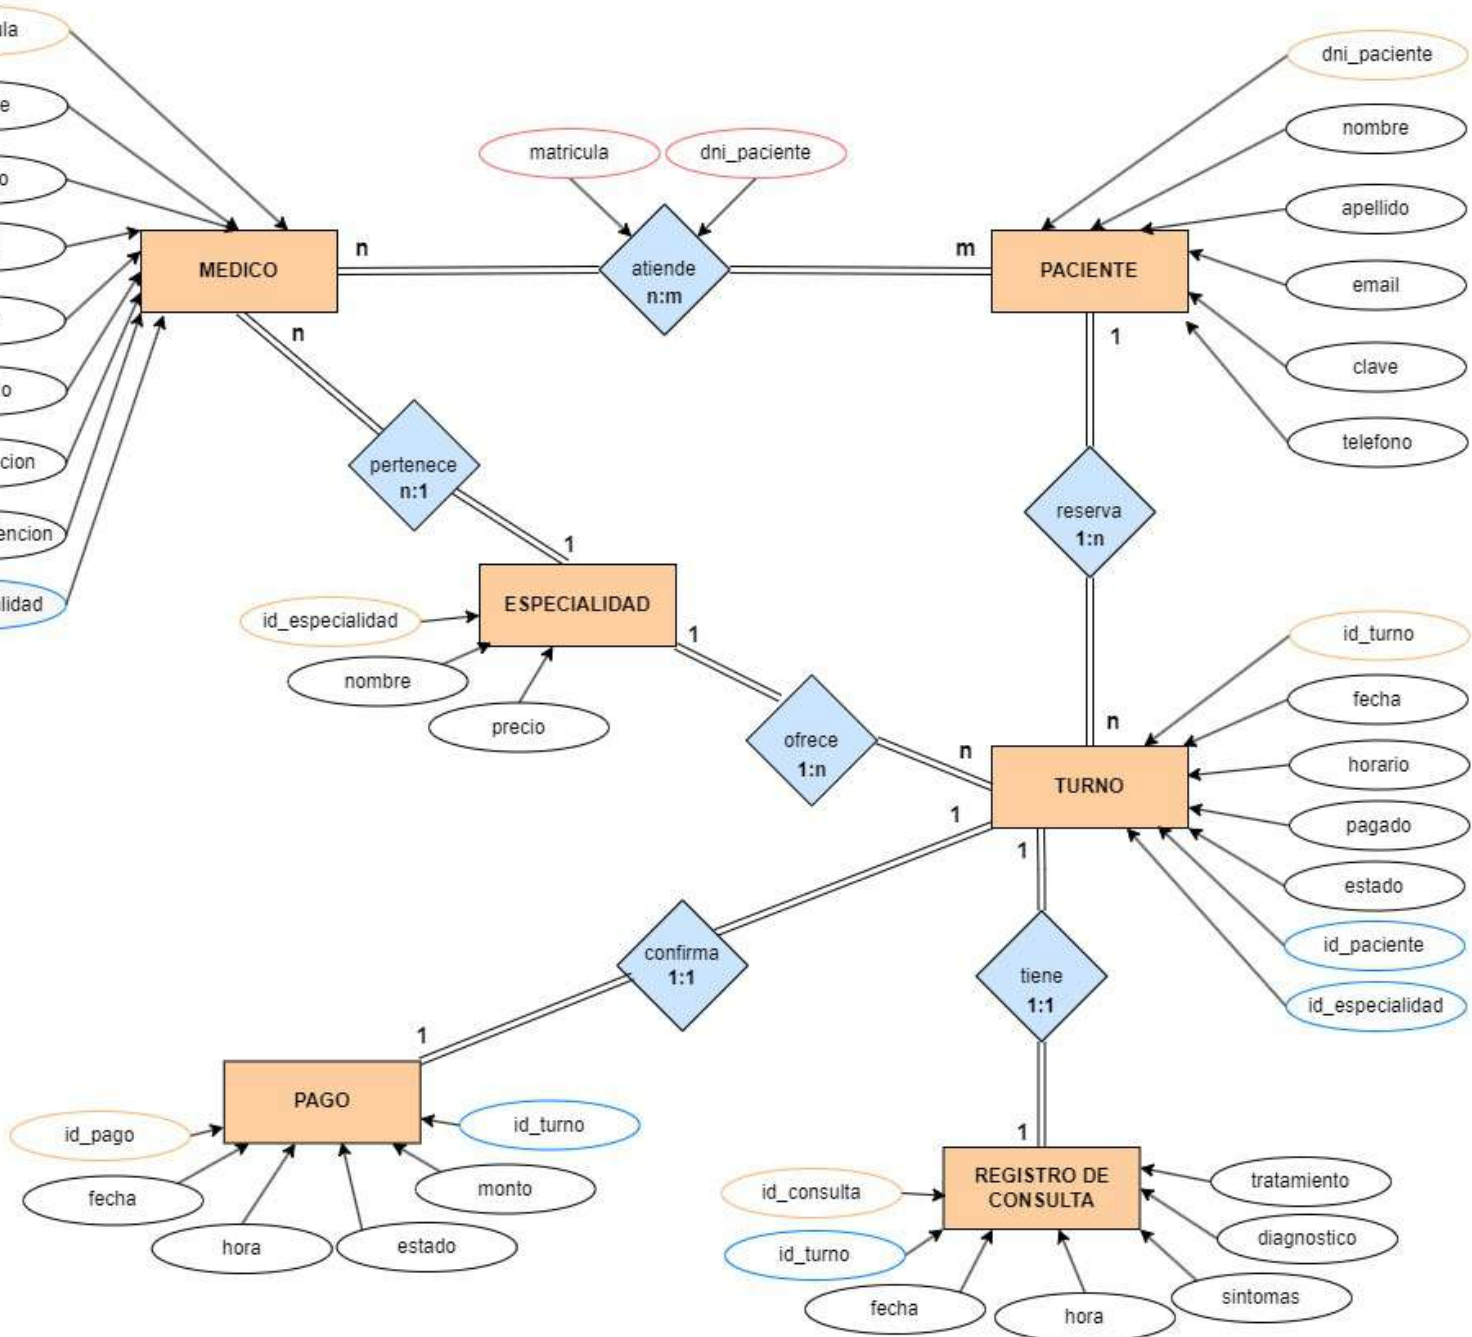 ula
e
o
o
cion
encion
lidad
MEDICO
n
n
matricula
dni_paciente
atiende
n:m
m
PACIENTE
1
dni_paciente
nombre
apellido
email
clave
telefono
pertenece
n:1
1
ESPECIALIDAD
id_especialidad
nombre
precio
1
ofrece
1:n
n
reserva
1:n
n
TURNO
id_turno
fecha
horario
pagado
estado
id_paciente
id_especialidad
1
confirma
1:1
1
PAGO
id_pago
fecha
hora
estado
monto
id_turno
1
tiene
1:1
1
REGISTRO DE
CONSULTA
id_consulta
id_turno
fecha
hora
sintomas
diagnostico
tratamiento